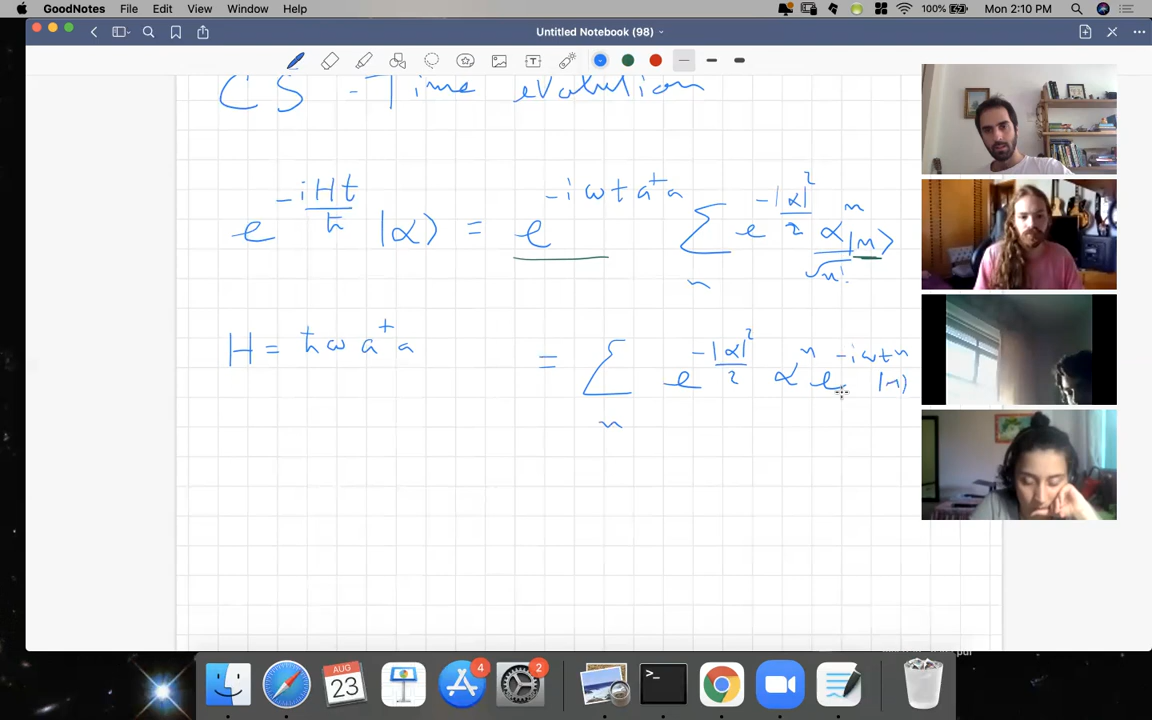 GoodNotes File Edit View Window Help 100% Mon 2:10 PM
Untitled Notebook (98)
CS - Time evolution
e^{-iHt/ħ} |α⟩ = e^{-iωt a†a} Σ_n e^{-|α|²/2} α^n/√n! |n⟩
H = ħω a†a
= Σ_n e^{-|α|²/2} α^n e^{-iωtn} |n⟩
AUG
23
4
2